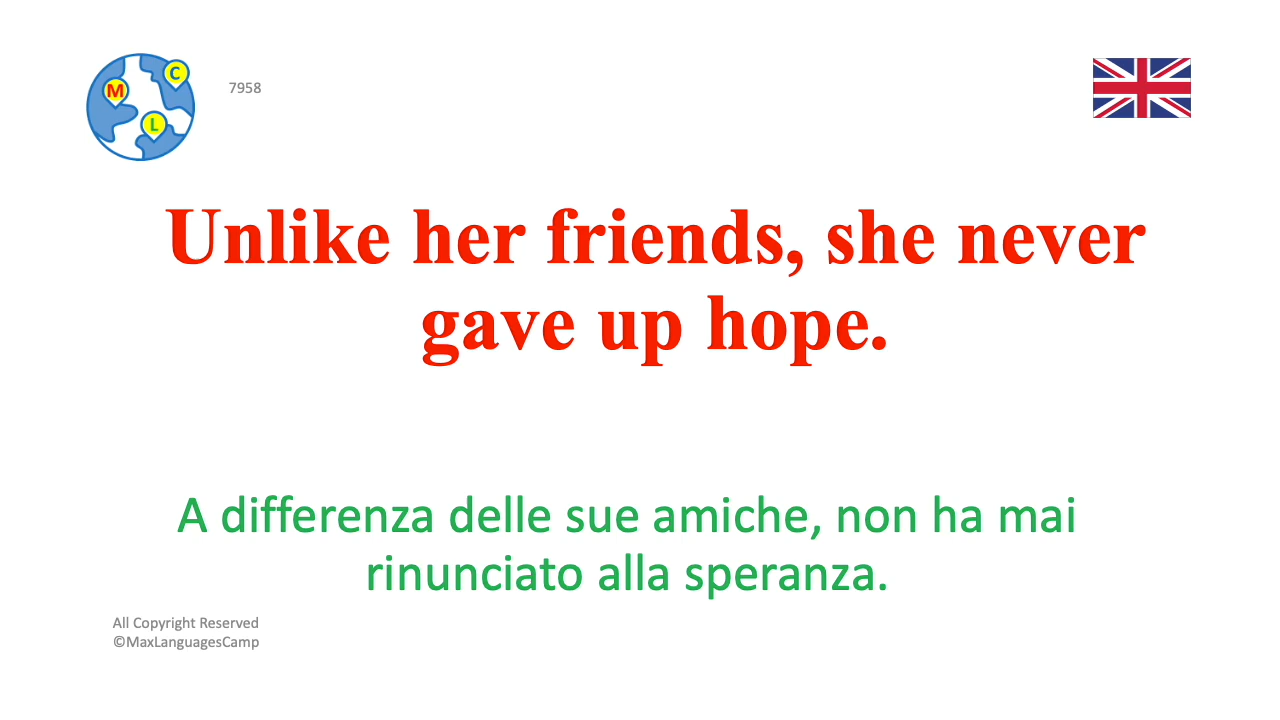 C
M
L
7958
Unlike her friends, she never
gave up hope.
A differenza delle sue amiche, non ha mai
rinunciato alla speranza.
All Copyright Reserved
©MaxLanguagesCamp